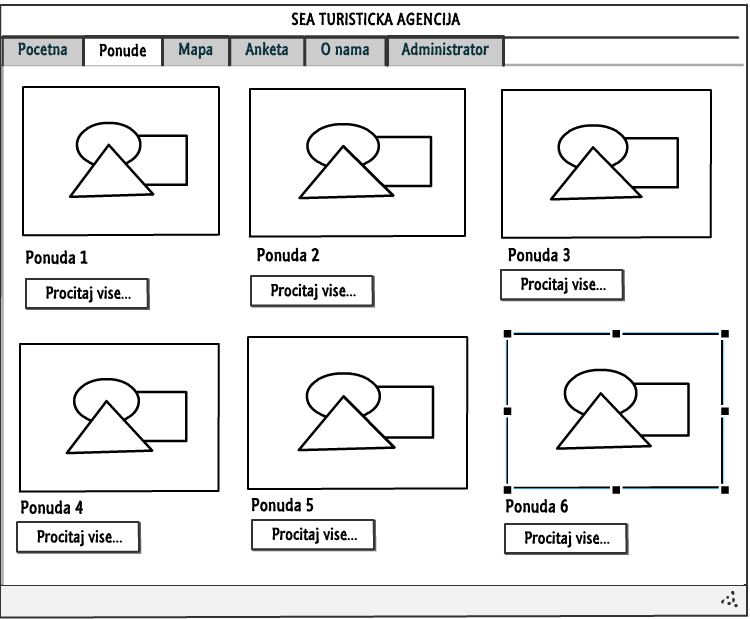 SEA TURISTICKA AGENCIJA
Pocetna Ponude Mapa Anketa O nama Administrator
Ponuda 1 Ponuda 2 Ponuda 3
Procitaj vise... Procitaj vise... Procitaj vise...
Ponuda 4 Ponuda 5 Ponuda 6
Procitaj vise... Procitaj vise... Procitaj vise...